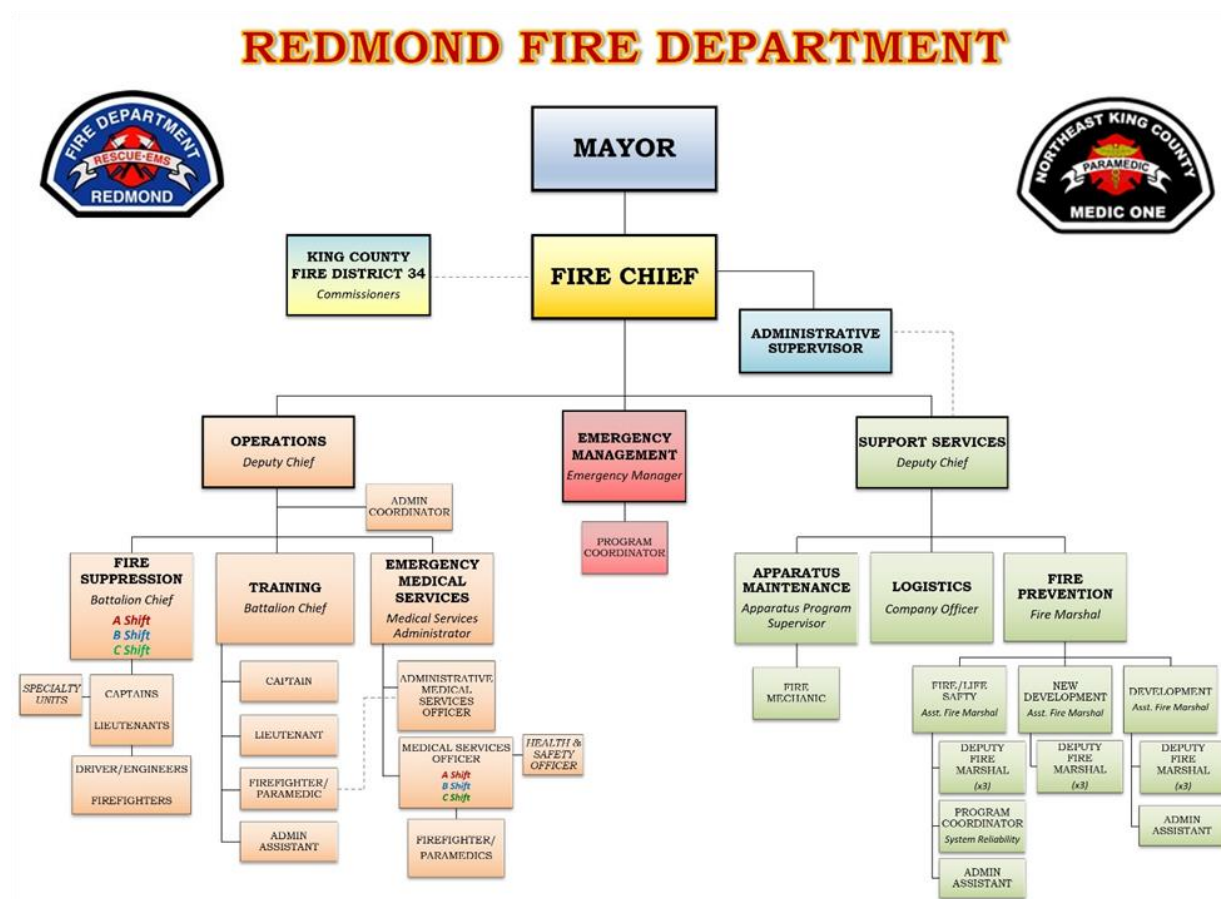 REDMOND FIRE DEPARTMENT
FIRE DEPARTMENT
RESCUE-EMS
REDMOND
NORTHEAST KING COUNTY
PARAMEDIC
MEDIC ONE
MAYOR
KING COUNTY
FIRE DISTRICT 34
Commissioners
FIRE CHIEF
ADMINISTRATIVE
SUPERVISOR
OPERATIONS
Deputy Chief
EMERGENCY
MANAGEMENT
Emergency Manager
SUPPORT SERVICES
Deputy Chief
ADMIN
COORDINATOR
PROGRAM
COORDINATOR
FIRE
SUPPRESSION
Battalion Chief
A Shift
B Shift
C Shift
TRAINING
Battalion Chief
EMERGENCY
MEDICAL
SERVICES
Medical Services
Administrator
APPARATUS
MAINTENANCE
Apparatus Program
Supervisor
LOGISTICS
Company Officer
FIRE
PREVENTION
Fire Marshal
SPECIALTY
UNITS
CAPTAINS
LIEUTENANTS
DRIVER/ENGINEERS
FIREFIGHTERS
CAPTAIN
LIEUTENANT
FIREFIGHTER/
PARAMEDIC
ADMIN
ASSISTANT
ADMINISTRATIVE
MEDICAL
SERVICES
OFFICER
MEDICAL SERVICES
OFFICER
A Shift
B Shift
C Shift
HEALTH &
SAFETY
OFFICER
FIREFIGHTER/
PARAMEDICS
FIRE
MECHANIC
FIRE/LIFE
SAFTY
Asst. Fire Marshal
NEW
DEVELOPMENT
Asst. Fire Marshal
DEVELOPMENT
Asst. Fire Marshal
DEPUTY
FIRE
MARSHAL
(x3)
PROGRAM
COORDINATOR
System Reliability
ADMIN
ASSISTANT
DEPUTY
FIRE
MARSHAL
(x3)
DEPUTY
FIRE
MARSHAL
(x3)
ADMIN
ASSISTANT